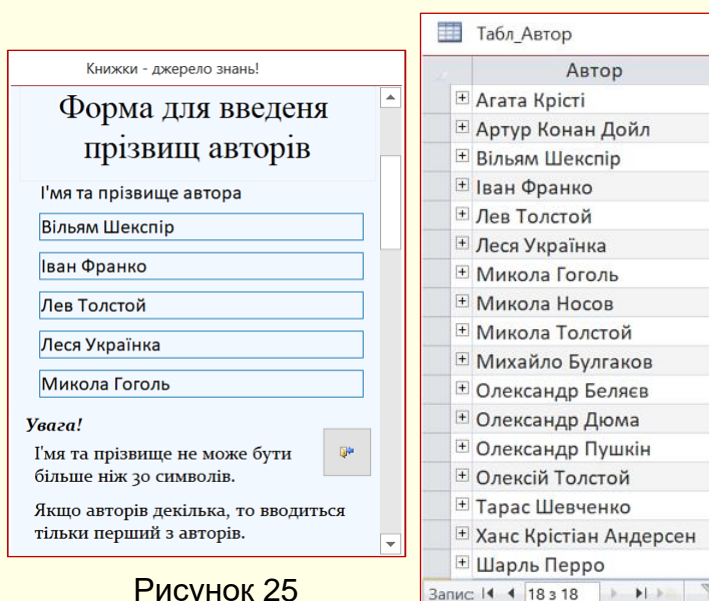 Книжки - джерело знань!
Форма для введеня
прізвищ авторів
І'мя та прізвище автора
Вільям Шекспір
Іван Франко
Лев Толстой
Леся Українка
Микола Гоголь
Увага!
І'мя та прізвище не може бути
більше ніж 30 символів.
Якщо авторів декілька, то вводиться
тільки перший з авторів.
Рисунок 25
Табл_Автор
Автор
Агата Крісті
Артур Конан Дойл
Вільям Шекспір
Іван Франко
Лев Толстой
Леся Українка
Микола Гоголь
Микола Носов
Микола Толстой
Михайло Булгаков
Олександр Беляєв
Олександр Дюма
Олександр Пушкін
Олексій Толстой
Тарас Шевченко
Ханс Крістіан Андерсен
Шарль Перро
Запис: 18 з 18